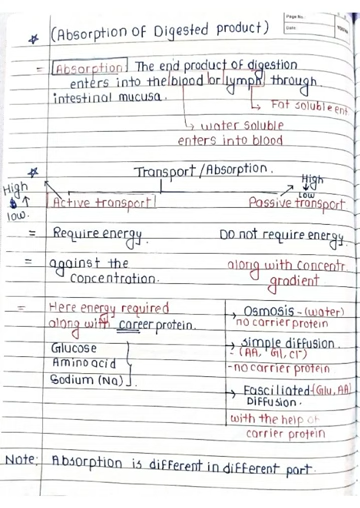 Page No.
Date
(Absorption of Digested product)
= [Absorption] The end product of digestion
enters into the blood or lymph through
intestinal mucusa.
↳ Fat soluble ent
↳ water soluble
enters into blood
Transport/Absorption.
High ↑ low.
High ↓ Low
Active transport
Passive transport
= Require energy.
Do not require energy.
= against the concentration.
along with concentr. gradient
= Here energy required
along with career protein.
Glucose
Amino acid
Sodium (Na)
→ Osmosis - (water)
no carrier protein
→ simple diffusion.
- (AA, Gl, Cl⁻)
- no carrier protein
→ Fasciliated - (Glu, AA)
Diffusion.
with the help of
carrier protein
Note: Absorption is different in different part.